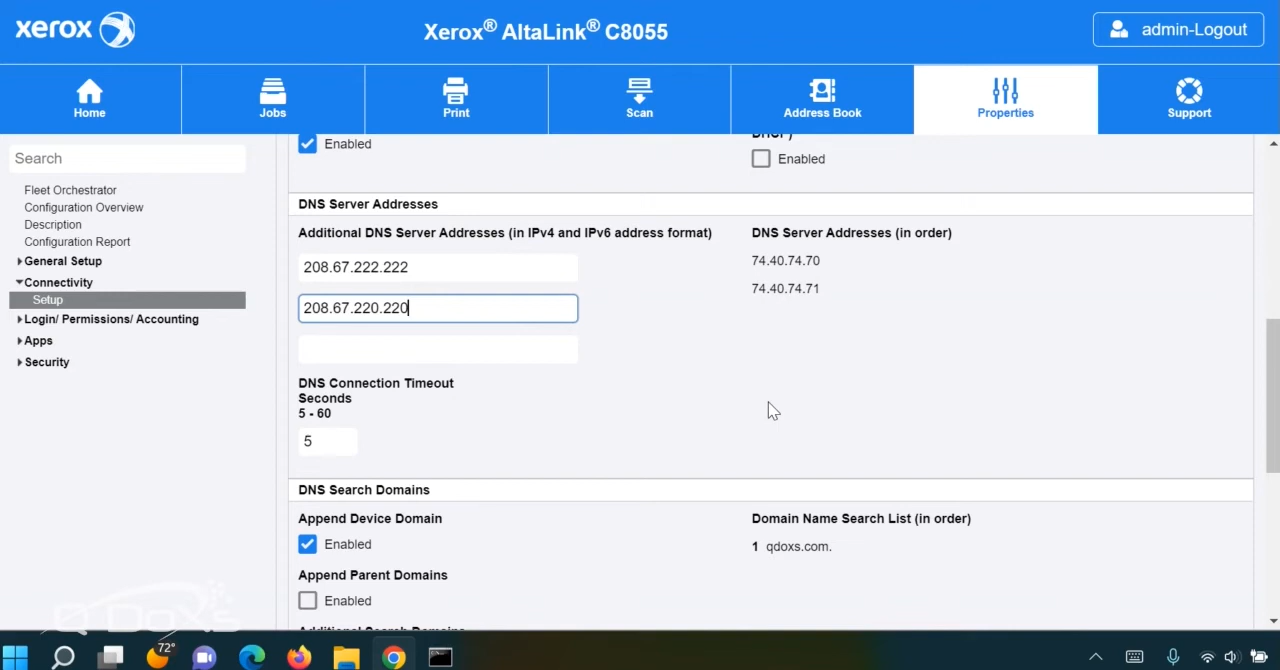 xerox
Xerox® AltaLink® C8055
admin-Logout
Home
Jobs
Print
Scan
Address Book
Properties
Support
Search
Fleet Orchestrator
Configuration Overview
Description
Configuration Report
General Setup
Connectivity
Setup
Login/ Permissions/ Accounting
Apps
Security
Enabled
DHCP)
Enabled
DNS Server Addresses
Additional DNS Server Addresses (in IPv4 and IPv6 address format)
208.67.222.222
208.67.220.220
DNS Connection Timeout
Seconds
5 - 60
5
DNS Server Addresses (in order)
74.40.74.70
74.40.74.71
DNS Search Domains
Append Device Domain
Enabled
Append Parent Domains
Enabled
Additional Search Domains
Domain Name Search List (in order)
1 qdoxs.com.
Q DOXS
72°